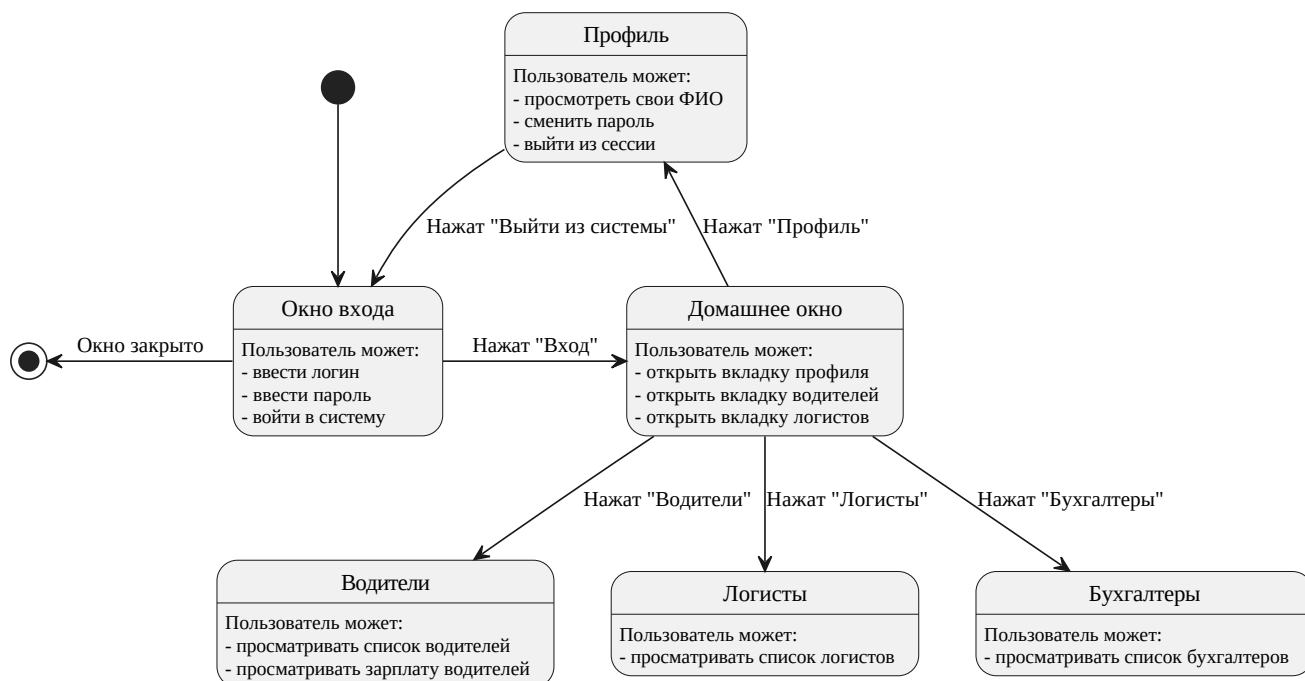 Профиль
Пользователь может:
- просмотреть свои ФИО
- сменить пароль
- выйти из сессии
Нажат "Выйти из системы"
Нажат "Профиль"
Окно входа
Пользователь может:
- ввести логин
- ввести пароль
- войти в систему
Окно закрыто
Нажат "Вход"
Домашнее окно
Пользователь может:
- открыть вкладку профиля
- открыть вкладку водителей
- открыть вкладку логистов
Нажат "Водители"
Нажат "Логисты"
Нажат "Бухгалтеры"
Водители
Пользователь может:
- просматривать список водителей
- просматривать зарплату водителей
Логисты
Пользователь может:
- просматривать список логистов
Бухгалтеры
Пользователь может:
- просматривать список бухгалтеров